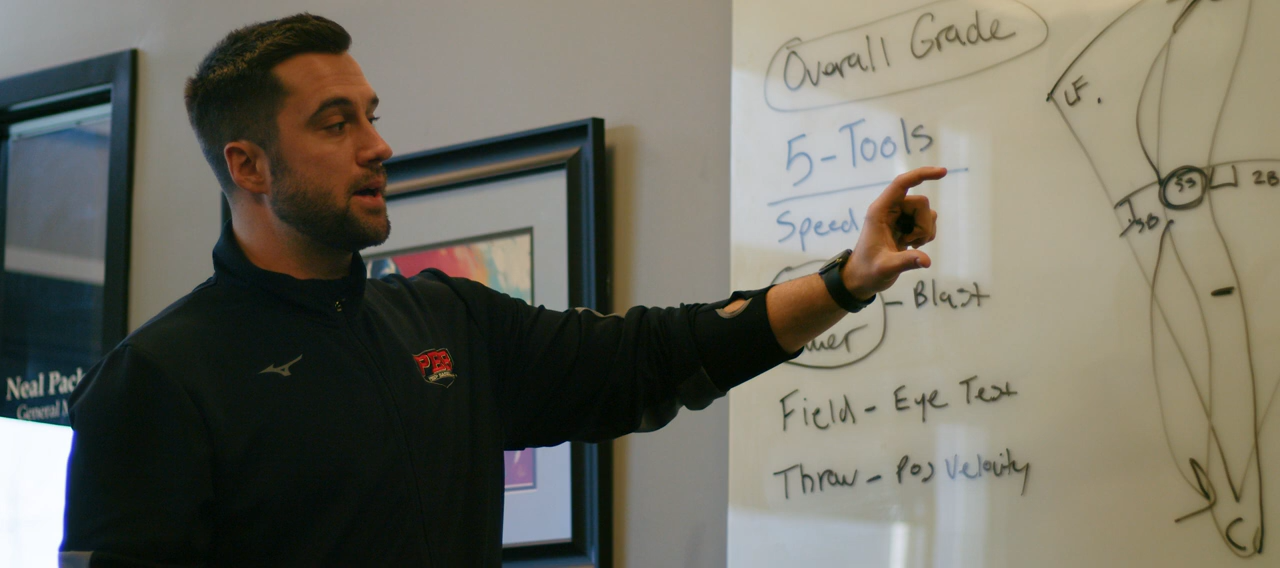 Overall Grade
5-Tools
Speed
- Blast
Field - Eye Test
Throw - Pos Velocity
LF.
SS
2B
3B
C
Neal Pack
General M
PBR